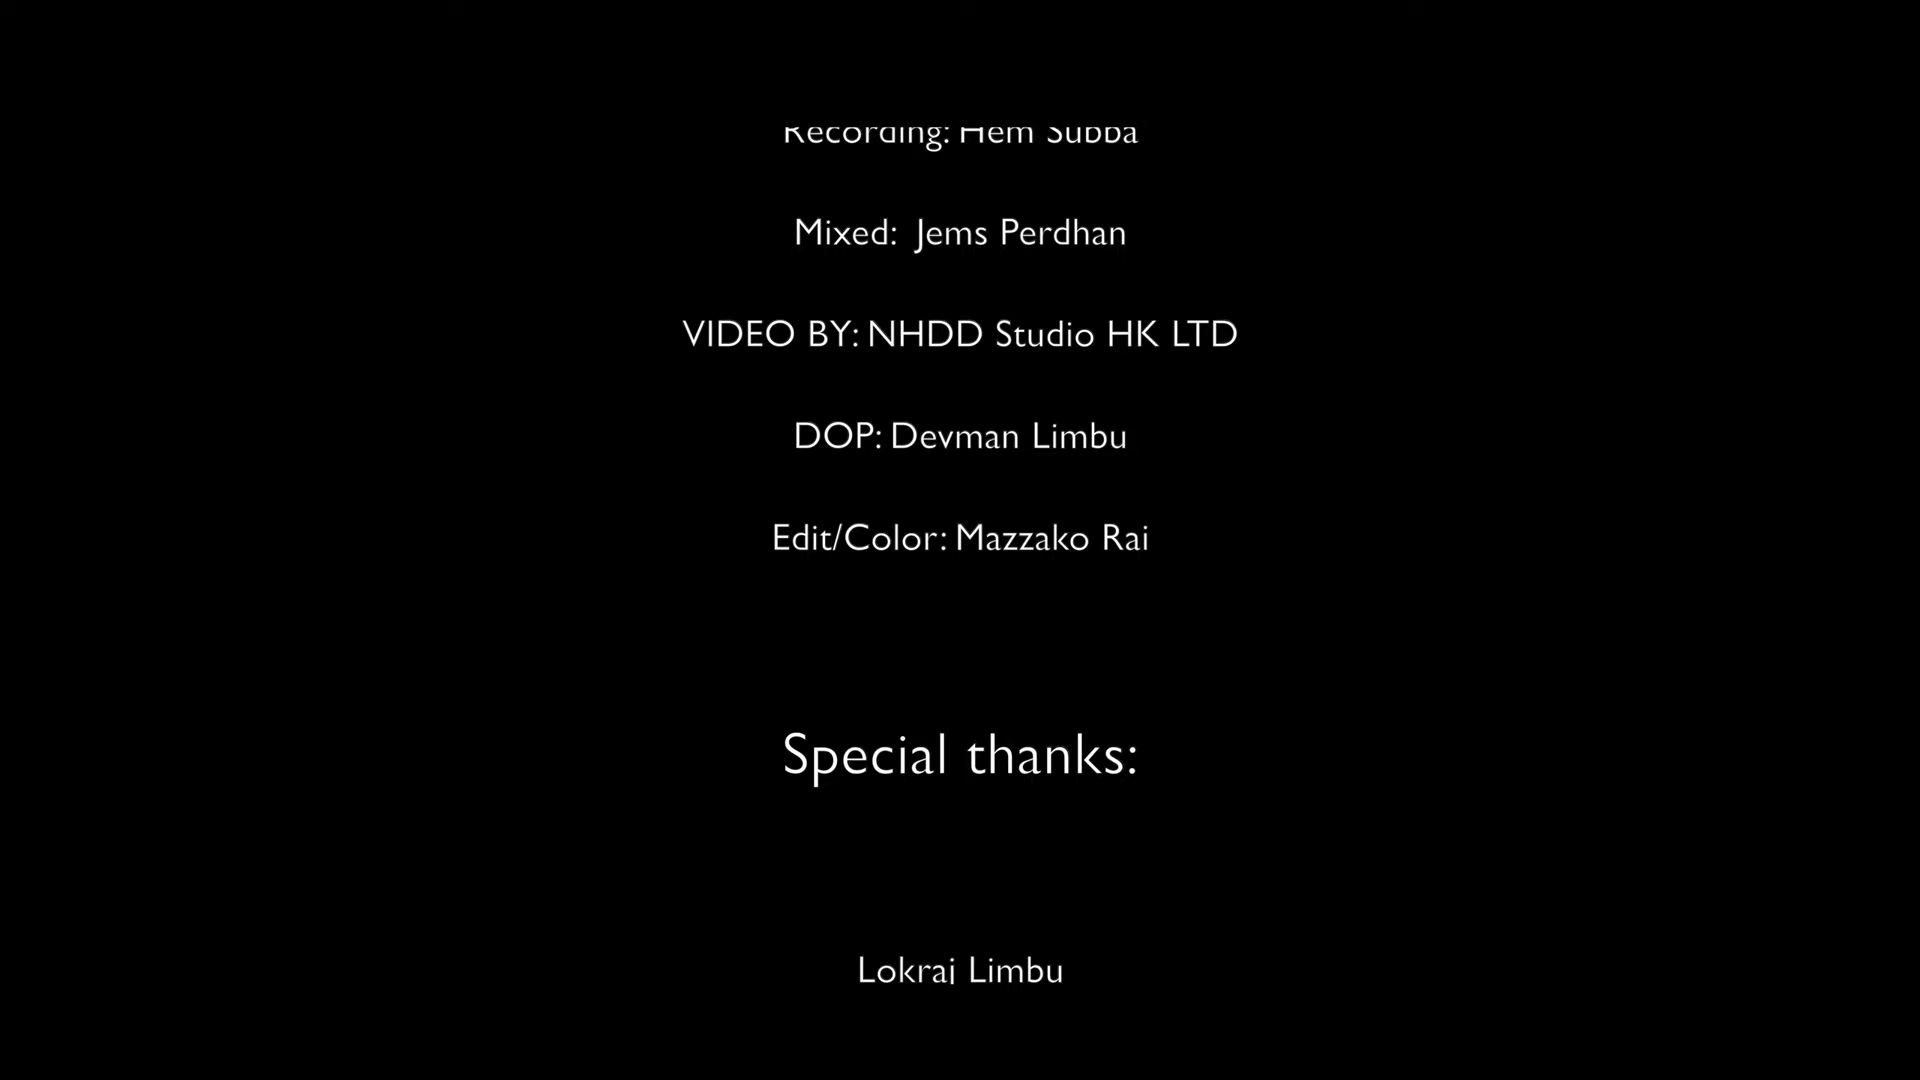 Recording: Hem Subba
Mixed: Jems Perdhan
VIDEO BY: NHDD Studio HK LTD
DOP: Devman Limbu
Edit/Color: Mazzako Rai
Special thanks:
Lokraj Limbu